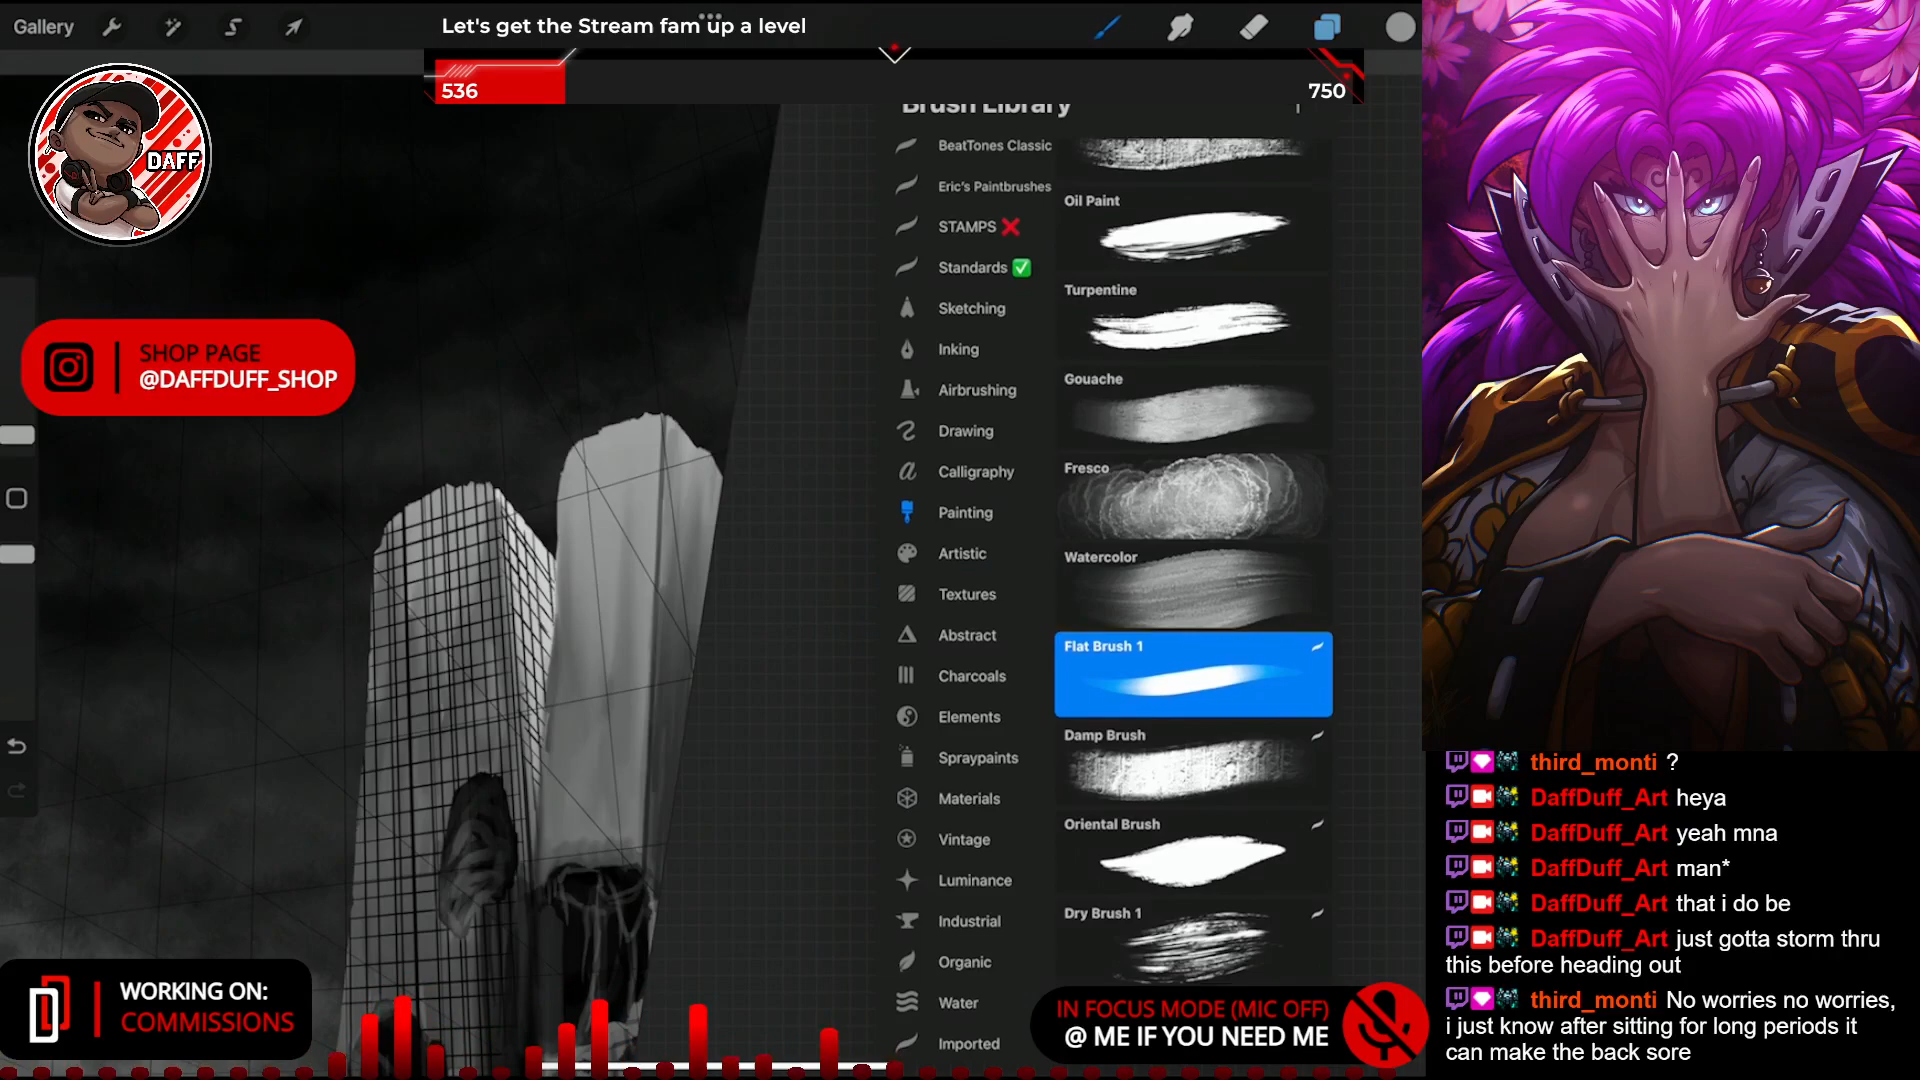 Gallery
Let's get the Stream fam up a level
536
750
Brush Library
DAFF
SHOP PAGE
@DAFFDUFF_SHOP
BeatTones Classic
Eric's Paintbrushes
STAMPS ❌
Standards ✅
Sketching
Inking
Airbrushing
Drawing
Calligraphy
Painting
Artistic
Textures
Abstract
Charcoals
Elements
Spraypaints
Materials
Vintage
Luminance
Industrial
Organic
Water
Imported
Oil Paint
Turpentine
Gouache
Fresco
Watercolor
Flat Brush 1
Damp Brush
Oriental Brush
Dry Brush 1
WORKING ON:
COMMISSIONS
IN FOCUS MODE (MIC OFF)
@ ME IF YOU NEED ME
third_monti ?
DaffDuff_Art heya
DaffDuff_Art yeah mna
DaffDuff_Art man*
DaffDuff_Art that i do be
DaffDuff_Art just gotta storm thru
this before heading out
third_monti No worries no worries,
i just know after sitting for long periods it
can make the back sore